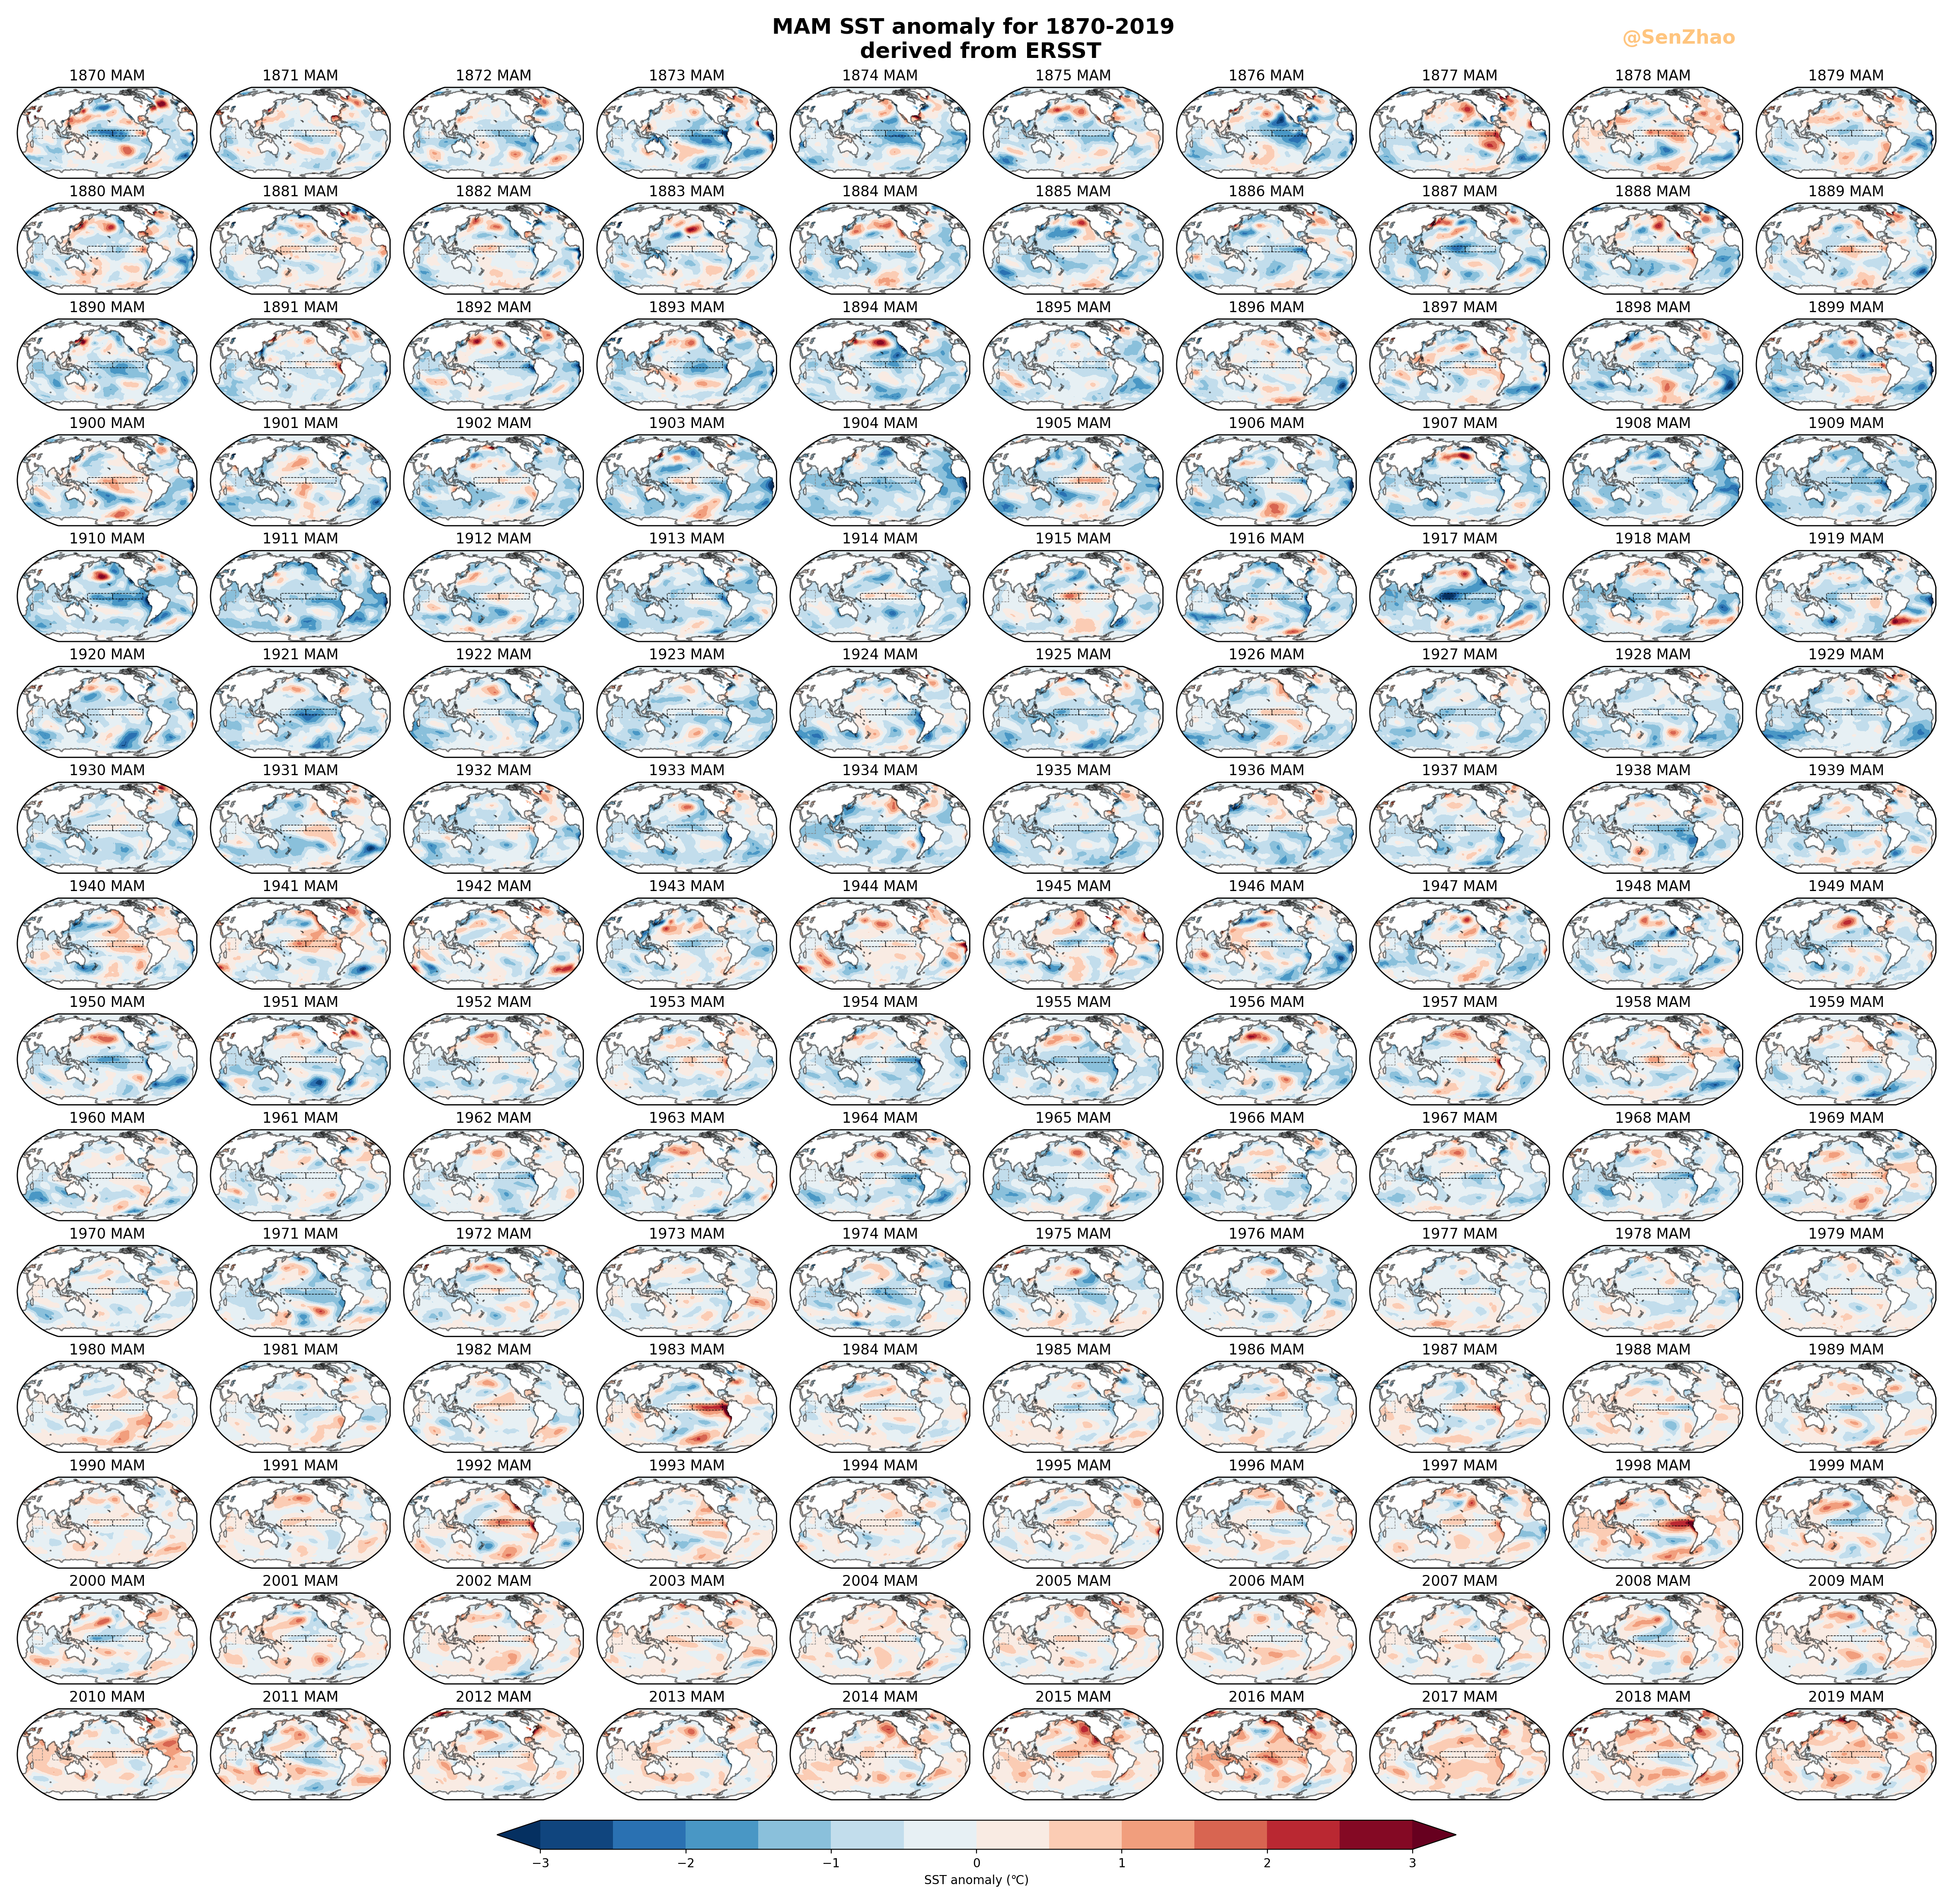 MAM SST anomaly for 1870-2019
derived from ERSST
@SenZhao
1870 MAM 1871 MAM 1872 MAM 1873 MAM 1874 MAM 1875 MAM 1876 MAM 1877 MAM 1878 MAM 1879 MAM
1880 MAM 1881 MAM 1882 MAM 1883 MAM 1884 MAM 1885 MAM 1886 MAM 1887 MAM 1888 MAM 1889 MAM
1890 MAM 1891 MAM 1892 MAM 1893 MAM 1894 MAM 1895 MAM 1896 MAM 1897 MAM 1898 MAM 1899 MAM
1900 MAM 1901 MAM 1902 MAM 1903 MAM 1904 MAM 1905 MAM 1906 MAM 1907 MAM 1908 MAM 1909 MAM
1910 MAM 1911 MAM 1912 MAM 1913 MAM 1914 MAM 1915 MAM 1916 MAM 1917 MAM 1918 MAM 1919 MAM
1920 MAM 1921 MAM 1922 MAM 1923 MAM 1924 MAM 1925 MAM 1926 MAM 1927 MAM 1928 MAM 1929 MAM
1930 MAM 1931 MAM 1932 MAM 1933 MAM 1934 MAM 1935 MAM 1936 MAM 1937 MAM 1938 MAM 1939 MAM
1940 MAM 1941 MAM 1942 MAM 1943 MAM 1944 MAM 1945 MAM 1946 MAM 1947 MAM 1948 MAM 1949 MAM
1950 MAM 1951 MAM 1952 MAM 1953 MAM 1954 MAM 1955 MAM 1956 MAM 1957 MAM 1958 MAM 1959 MAM
1960 MAM 1961 MAM 1962 MAM 1963 MAM 1964 MAM 1965 MAM 1966 MAM 1967 MAM 1968 MAM 1969 MAM
1970 MAM 1971 MAM 1972 MAM 1973 MAM 1974 MAM 1975 MAM 1976 MAM 1977 MAM 1978 MAM 1979 MAM
1980 MAM 1981 MAM 1982 MAM 1983 MAM 1984 MAM 1985 MAM 1986 MAM 1987 MAM 1988 MAM 1989 MAM
1990 MAM 1991 MAM 1992 MAM 1993 MAM 1994 MAM 1995 MAM 1996 MAM 1997 MAM 1998 MAM 1999 MAM
2000 MAM 2001 MAM 2002 MAM 2003 MAM 2004 MAM 2005 MAM 2006 MAM 2007 MAM 2008 MAM 2009 MAM
2010 MAM 2011 MAM 2012 MAM 2013 MAM 2014 MAM 2015 MAM 2016 MAM 2017 MAM 2018 MAM 2019 MAM
−3 −2 −1 0 1 2 3
SST anomaly (℃)